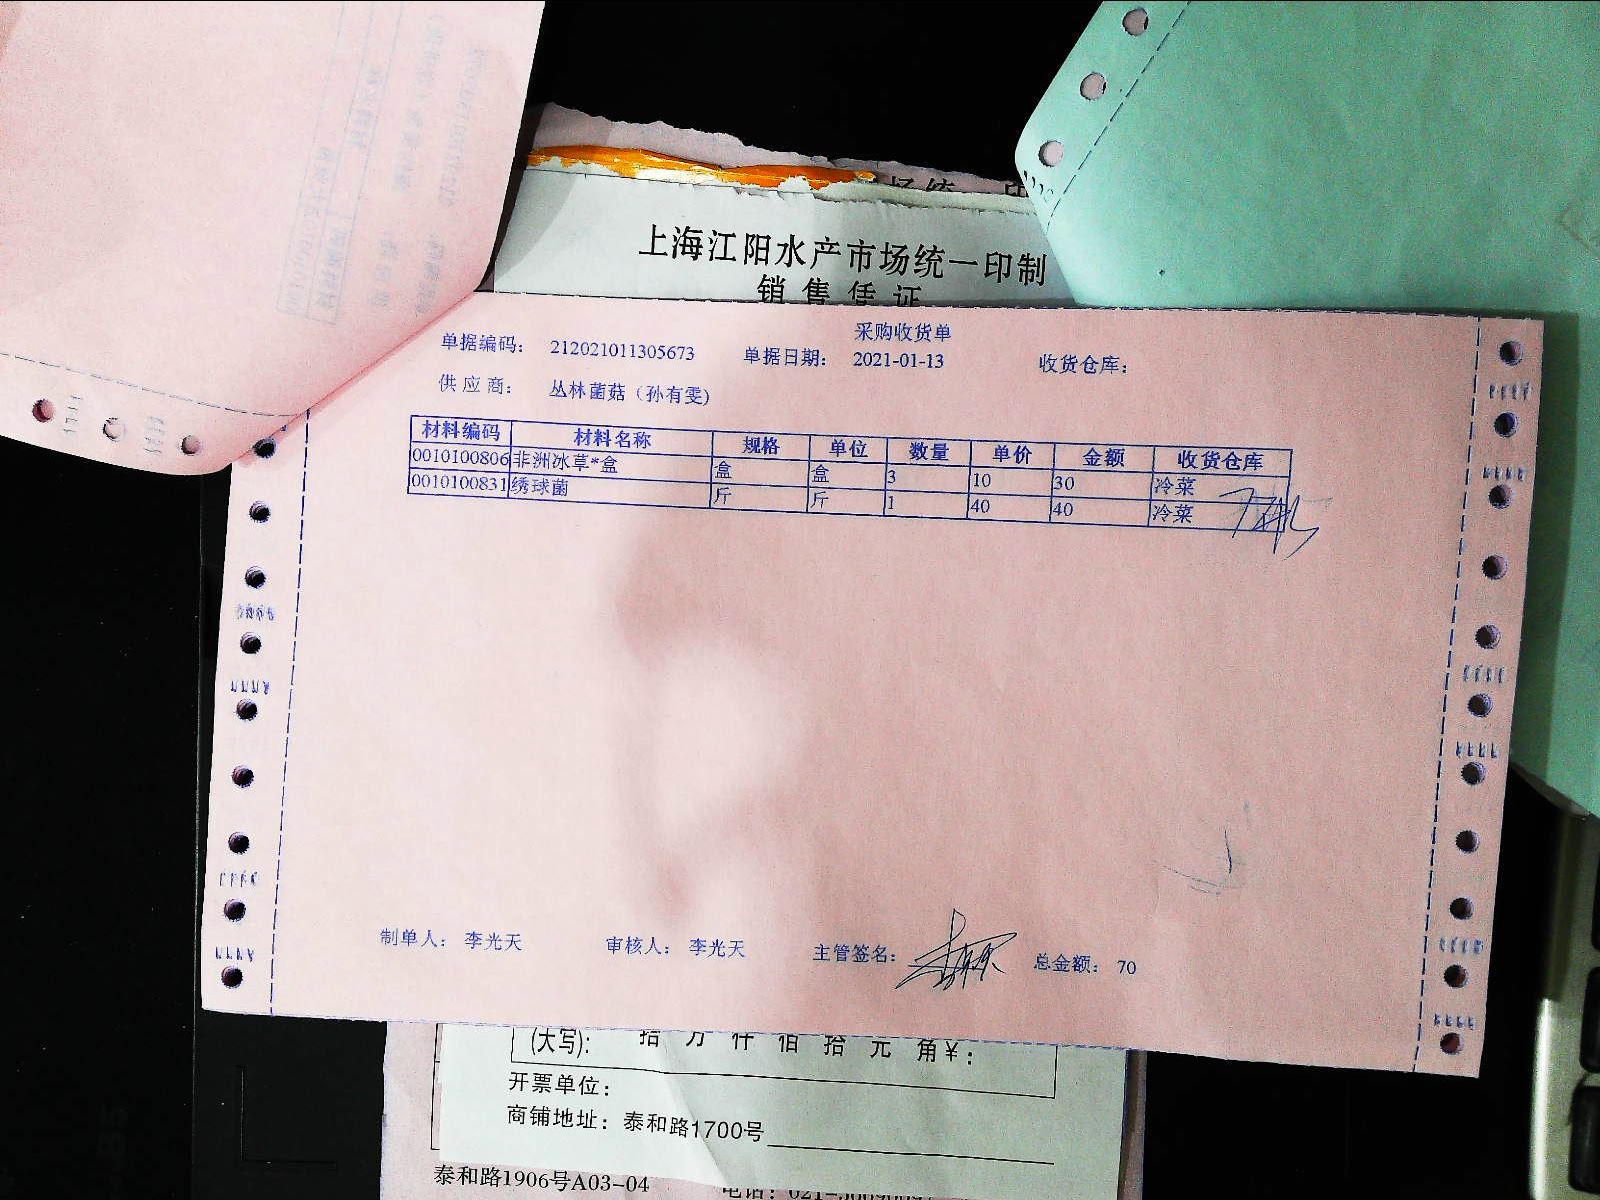 上海江阳水产市场统一印制
销售凭证
采购收货单
单据编码： 212021011305673 单据日期： 2021-01-13 收货仓库：
供应商： 丛林菌菇（孙有雯)
材料编码 材料名称 规格 单位 数量 单价 金额 收货仓库
0010100806 非洲冰草*盒 盒 盒 3 10 30 冷菜
0010100831 绣球菌 斤 斤 1 40 40 冷菜
制单人： 李光天 审核人： 李光天 主管签名： 总金额： 70
(大写)： 拾 万 仟 佰 拾 元 角¥：
开票单位：
商铺地址：泰和路1700号
泰和路1906号A03-04